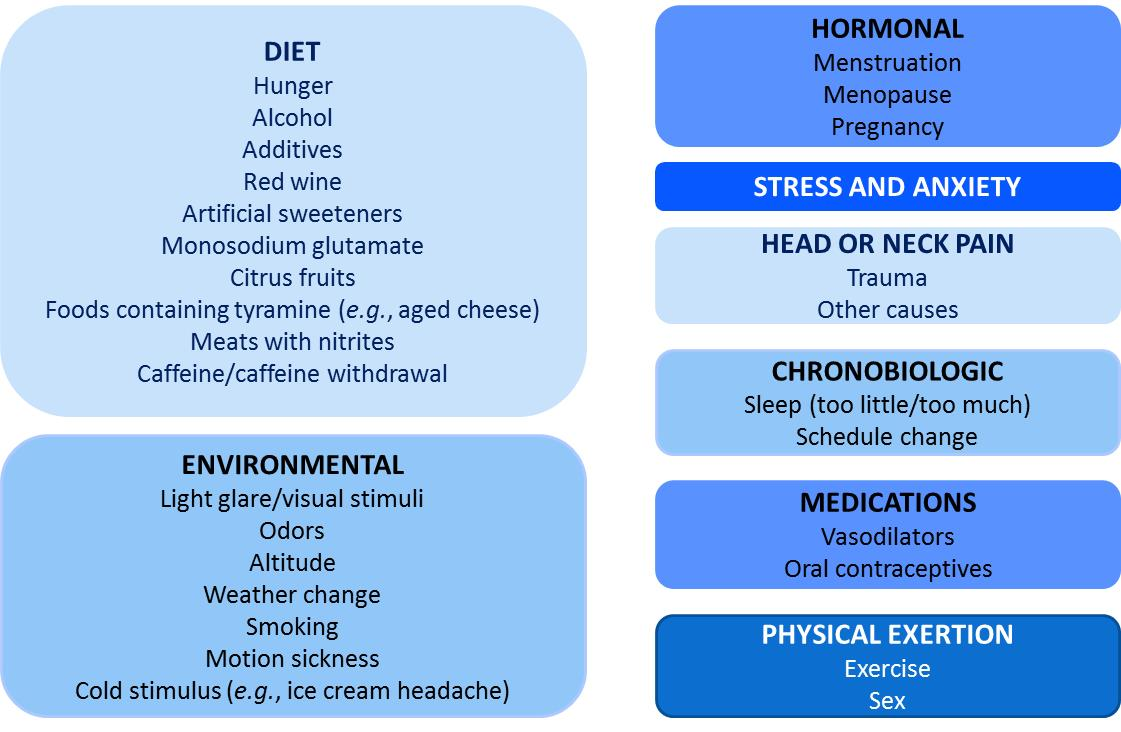 DIET
Hunger
Alcohol
Additives
Red wine
Artificial sweeteners
Monosodium glutamate
Citrus fruits
Foods containing tyramine (e.g., aged cheese)
Meats with nitrites
Caffeine/caffeine withdrawal
ENVIRONMENTAL
Light glare/visual stimuli
Odors
Altitude
Weather change
Smoking
Motion sickness
Cold stimulus (e.g., ice cream headache)
HORMONAL
Menstruation
Menopause
Pregnancy
STRESS AND ANXIETY
HEAD OR NECK PAIN
Trauma
Other causes
CHRONOBIOLOGIC
Sleep (too little/too much)
Schedule change
MEDICATIONS
Vasodilators
Oral contraceptives
PHYSICAL EXERTION
Exercise
Sex